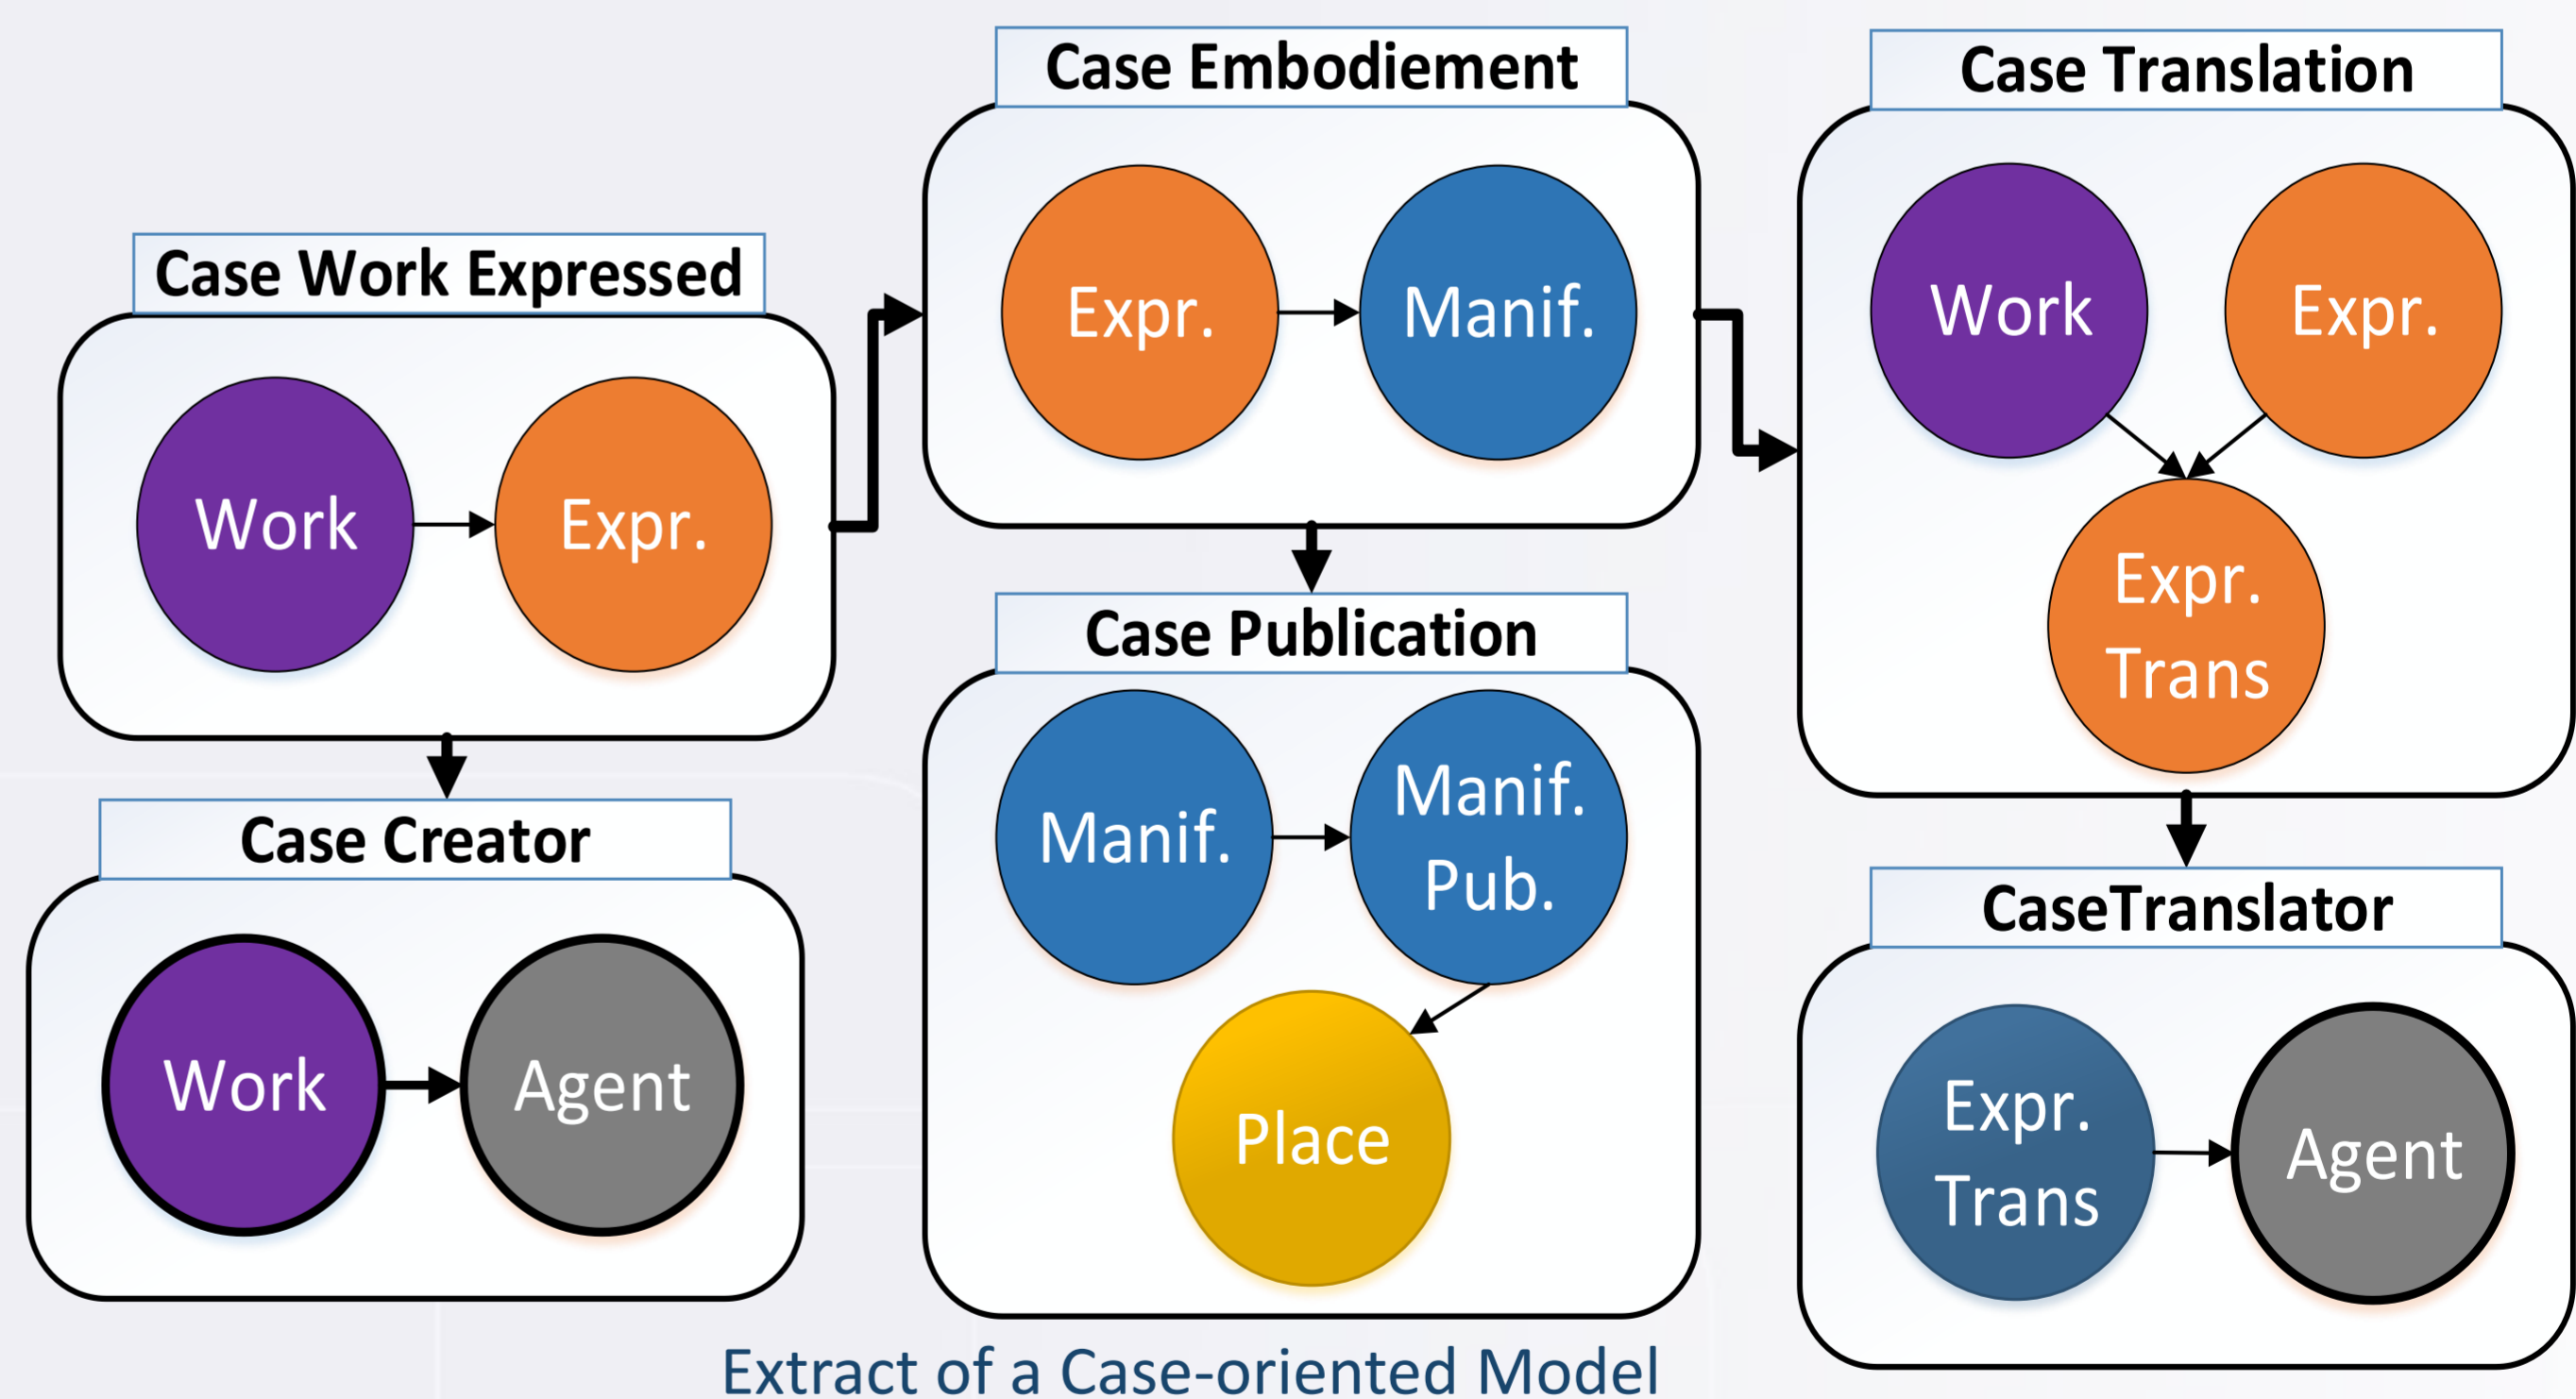 Case Work Expressed
Work
Expr.
Case Creator
Work
Agent
Case Embodiement
Expr.
Manif.
Case Publication
Manif.
Manif.
Pub.
Place
Case Translation
Work
Expr.
Expr.
Trans
CaseTranslator
Expr.
Trans
Agent
Extract of a Case-oriented Model